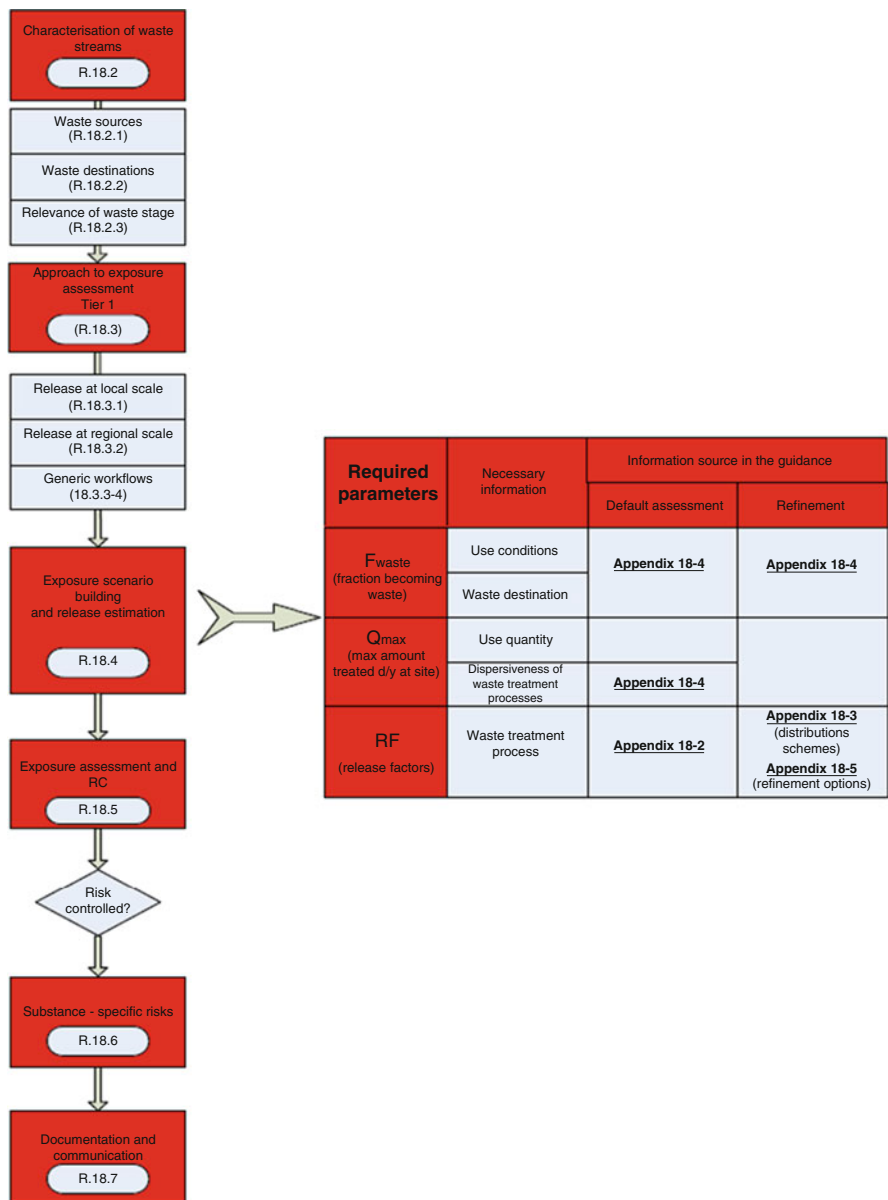 Characterisation of waste
streams
R.18.2
Waste sources
(R.18.2.1)
Waste destinations
(R.18.2.2)
Relevance of waste stage
(R.18.2.3)
Approach to exposure
assessment
Tier 1
(R.18.3)
Release at local scale
(R.18.3.1)
Release at regional scale
(R.18.3.2)
Generic workflows
(18.3.3-4)
Exposure scenario
building
and release estimation
R.18.4
Exposure assessment and
RC
R.18.5
Risk
controlled?
Substance - specific risks
R.18.6
Documentation and
communication
R.18.7
Required
parameters
Necessary
information
Information source in the guidance
Default assessment
Refinement
Fwaste
(fraction becoming
waste)
Use conditions
Waste destination
Appendix 18-4
Appendix 18-4
Qmax
(max amount
treated d/y at site)
Use quantity
Dispersiveness of
waste treatment
processes
Appendix 18-4
RF
(release factors)
Waste treatment
process
Appendix 18-2
Appendix 18-3
(distributions
schemes)
Appendix 18-5
(refinement options)